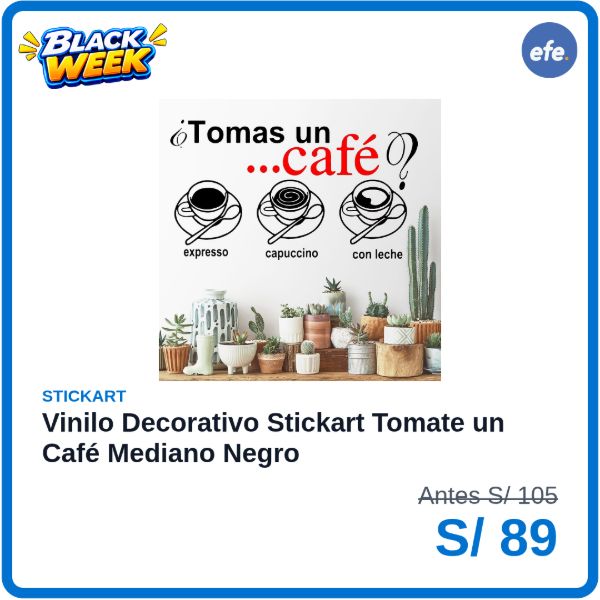 BLACK
WEEK
efe.
¿Tomas un
...café?
expresso capuccino con leche
STICKART
Vinilo Decorativo Stickart Tomate un
Café Mediano Negro
Antes S/ 105
S/ 89